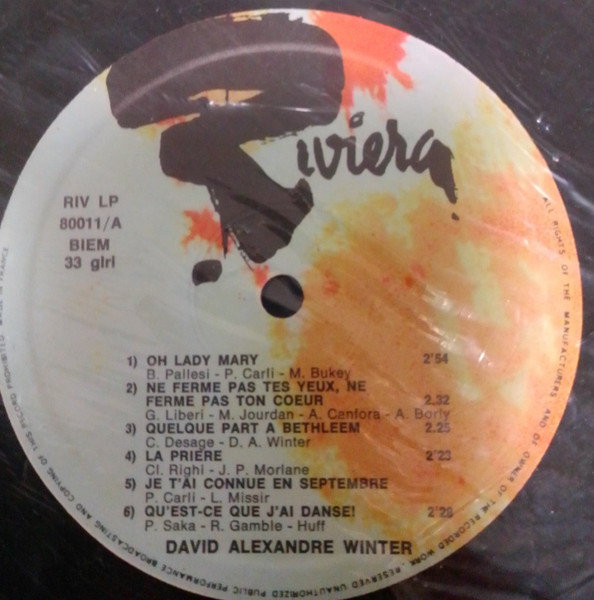 Riviera
RIV LP
80011/A
BIEM
33 giri
1) OH LADY MARY 2'54
B. Pallesi - P. Carli - M. Bukey
2) NE FERME PAS TES YEUX, NE
FERME PAS TON COEUR 2.32
G. Liberi - M. Jourdan - A. Canfora - A. Borly
3) QUELQUE PART A BETHLEEM 2.25
C. Desage - D. A. Winter
4) LA PRIERE 2'23
Cl. Righi - J. P. Morlane
5) JE T'AI CONNUE EN SEPTEMBRE
P. Carli - L. Missir
6) QU'EST-CE QUE J'AI DANSE! 2'28
P. Saka - R. Gamble - Huff
DAVID ALEXANDRE WINTER
ALL RIGHTS OF THE MANUFACTURERS AND OF OWNER OF THE RECORDED WORK RESERVED UNAUTHORIZED PUBLIC PERFORMANCE BROADCASTING AND COPYING OF THIS RECORD PROHIBITED MADE IN FRANCE